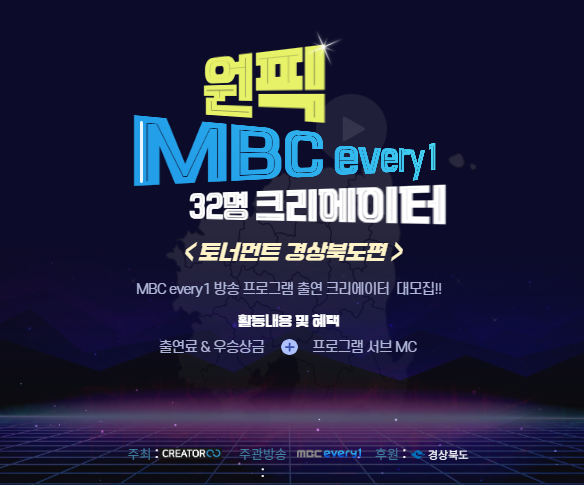 원픽
MBC every1
32명 크리에이터
< 토너먼트 경상북도편 >
MBC every1 방송 프로그램 출연 크리에이터 대모집!!
활동내용 및 혜택
출연료 & 우승상금 + 프로그램 서브 MC
주최 : CREATOR 주관방송 : MBC every1 후원 : 경상북도